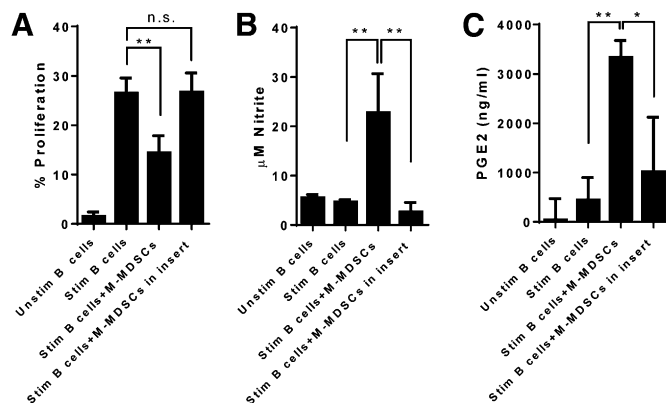 A
n.s.
**
% Proliferation
40
30
20
10
0
Unstim B cells
Stim B cells
Stim B cells+M-MDSCs
Stim B cells+M-MDSCs in insert
B
** **
µM Nitrite
40
30
20
10
0
Unstim B cells
Stim B cells
Stim B cells+M-MDSCs
Stim B cells+M-MDSCs in insert
C
** *
PGE2 (ng/ml)
4000
3000
2000
1000
0
Unstim B cells
Stim B cells
Stim B cells+M-MDSCs
Stim B cells+M-MDSCs in insert